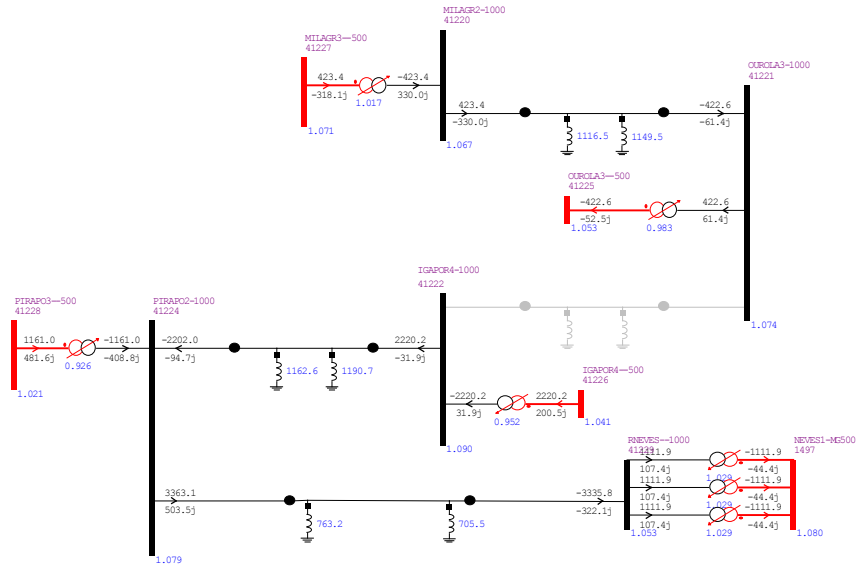 MILAGR2-1000
41220
MILAGR3--500
41227
423.4
-318.1j
1.017
-423.4
330.0j
1.071
1.067
OUROLA3-1000
41221
423.4
-330.0j
1116.5
1149.5
-422.6
-61.4j
OUROLA3--500
41225
-422.6
-52.5j
1.053
0.983
422.6
61.4j
1.074
IGAPOR4-1000
41222
PIRAPO3--500
41228
PIRAPO2-1000
41224
1161.0
481.6j
0.926
-1161.0
-408.8j
1.021
-2202.0
-94.7j
1162.6
1190.7
2220.2
-31.9j
IGAPOR4--500
41226
-2220.2
31.9j
0.952
2220.2
200.5j
1.041
1.090
RNEVES--1000
41229
NEVES1-MG500
1497
3363.1
503.5j
763.2
705.5
-3335.8
-322.1j
1111.9
107.4j
1.029
-1111.9
-44.4j
1111.9
107.4j
1.029
-1111.9
-44.4j
1111.9
107.4j
1.029
-1111.9
-44.4j
1.053
1.080
1.079